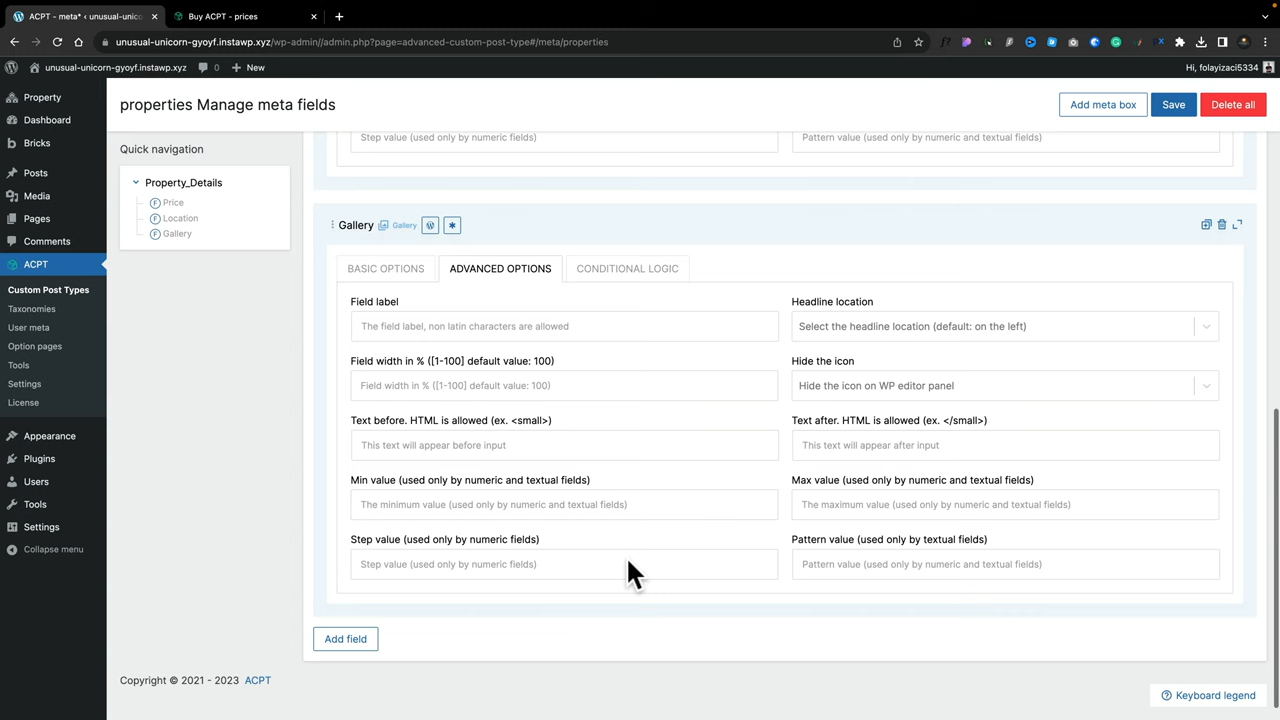 ACPT - meta* ‹ unusual-unico
Buy ACPT - prices
unusual-unicorn-gyoyf.instawp.xyz/wp-admin//admin.php?page=advanced-custom-post-type#/meta/properties
unusual-unicorn-gyoyf.instawp.xyz
0
New
Hi, folayizaci5334
Property
Dashboard
Bricks
Posts
Media
Pages
Comments
ACPT
Custom Post Types
Taxonomies
User meta
Option pages
Tools
Settings
License
Appearance
Plugins
Users
Tools
Settings
Collapse menu
properties Manage meta fields
Add meta box
Save
Delete all
Quick navigation
Property_Details
F Price
F Location
F Gallery
Step value (used only by numeric fields)
Pattern value (used only by numeric and textual fields)
Gallery Gallery
BASIC OPTIONS
ADVANCED OPTIONS
CONDITIONAL LOGIC
Field label
Headline location
The field label, non latin characters are allowed
Select the headline location (default: on the left)
Field width in % ([1-100] default value: 100)
Hide the icon
Field width in % ([1-100] default value: 100)
Hide the icon on WP editor panel
Text before. HTML is allowed (ex. <small>)
Text after. HTML is allowed (ex. </small>)
This text will appear before input
This text will appear after input
Min value (used only by numeric and textual fields)
Max value (used only by numeric and textual fields)
The minimum value (used only by numeric and textual fields)
The maximum value (used only by numeric and textual fields)
Step value (used only by numeric fields)
Pattern value (used only by textual fields)
Step value (used only by numeric fields)
Pattern value (used only by numeric and textual fields)
Add field
Copyright © 2021 - 2023 ACPT
Keyboard legend